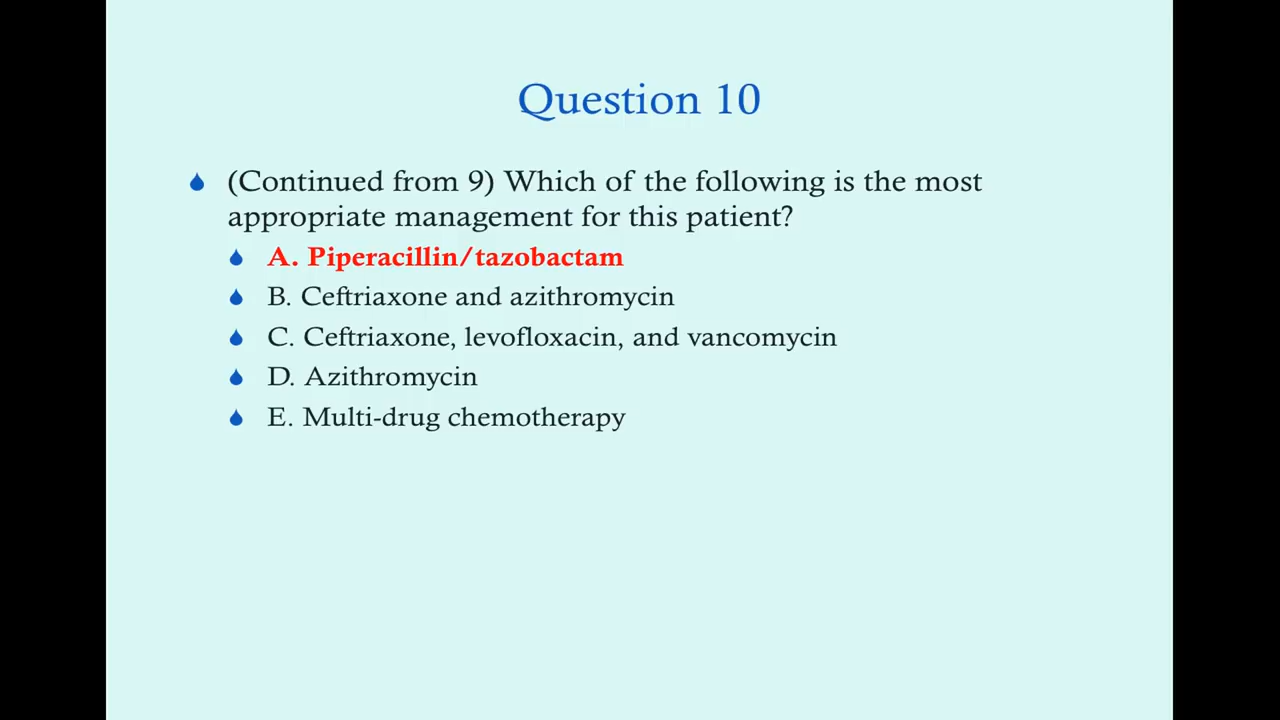 Question 10
(Continued from 9) Which of the following is the most
appropriate management for this patient?
A. Piperacillin/tazobactam
B. Ceftriaxone and azithromycin
C. Ceftriaxone, levofloxacin, and vancomycin
D. Azithromycin
E. Multi-drug chemotherapy